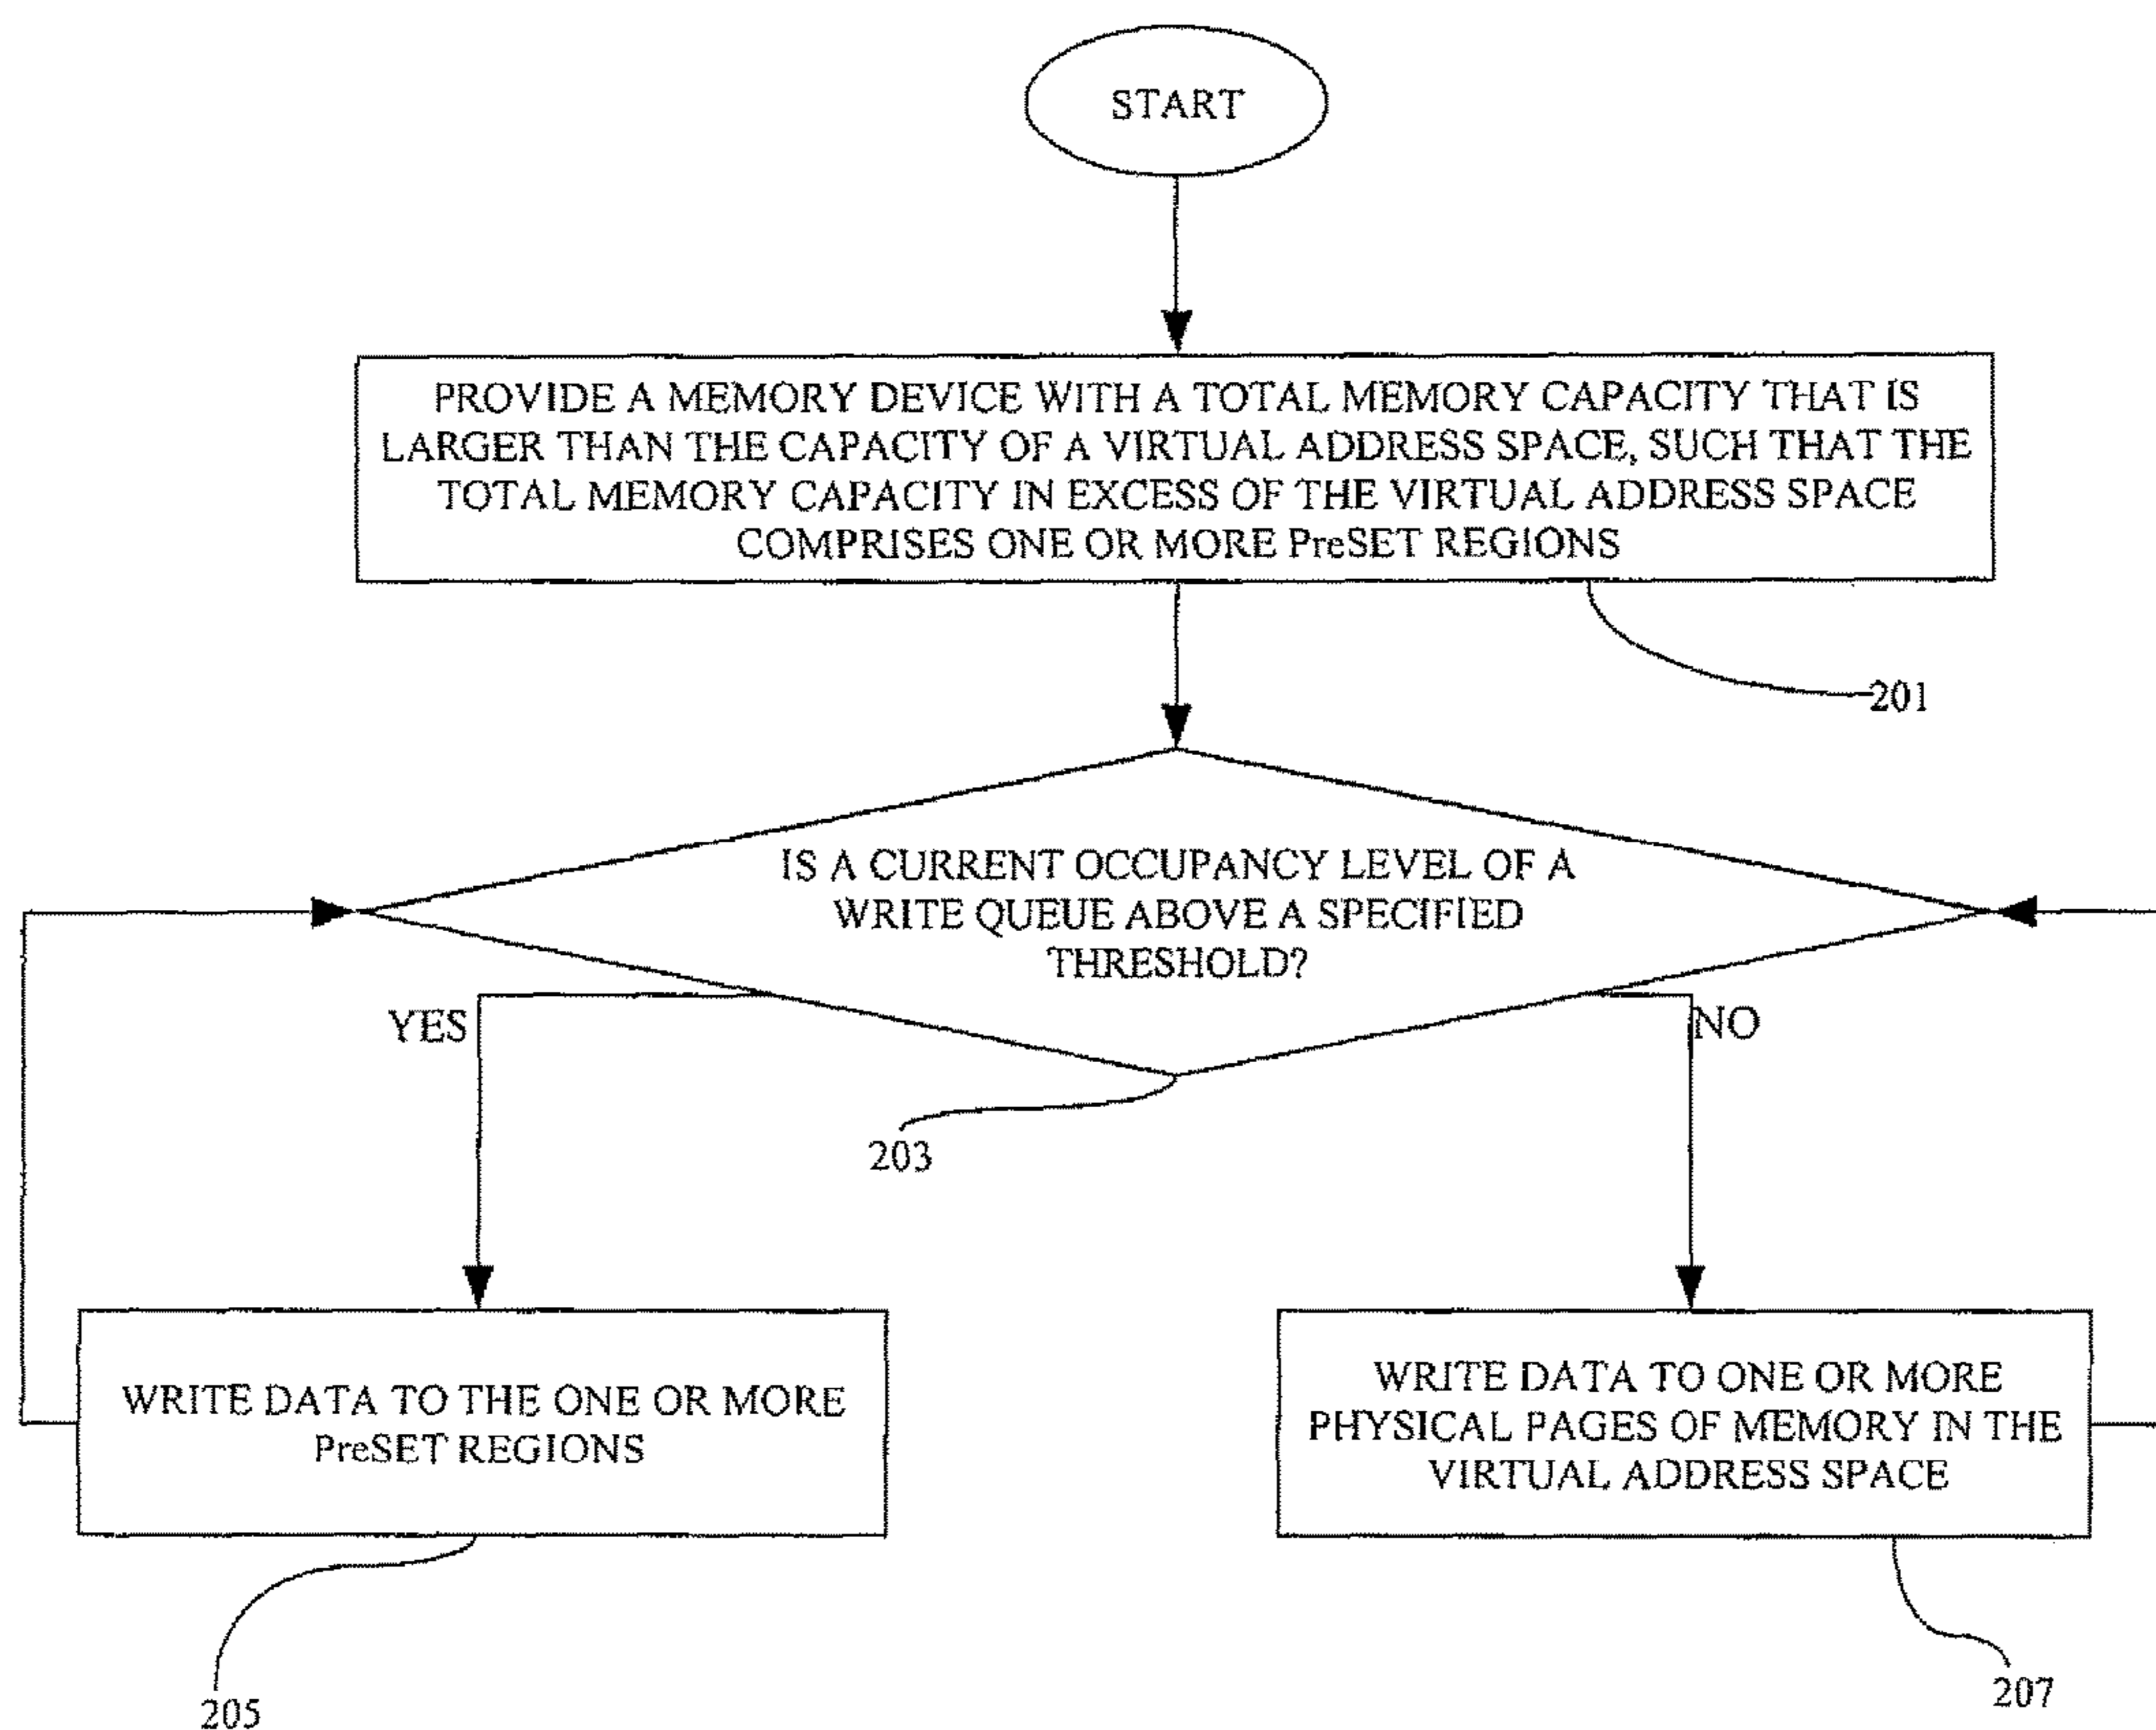 START
PROVIDE A MEMORY DEVICE WITH A TOTAL MEMORY CAPACITY THAT IS
LARGER THAN THE CAPACITY OF A VIRTUAL ADDRESS SPACE, SUCH THAT THE
TOTAL MEMORY CAPACITY IN EXCESS OF THE VIRTUAL ADDRESS SPACE
COMPRISES ONE OR MORE PreSET REGIONS
201
IS A CURRENT OCCUPANCY LEVEL OF A
WRITE QUEUE ABOVE A SPECIFIED
THRESHOLD?
YES
NO
203
WRITE DATA TO THE ONE OR MORE
PreSET REGIONS
WRITE DATA TO ONE OR MORE
PHYSICAL PAGES OF MEMORY IN THE
VIRTUAL ADDRESS SPACE
205
207